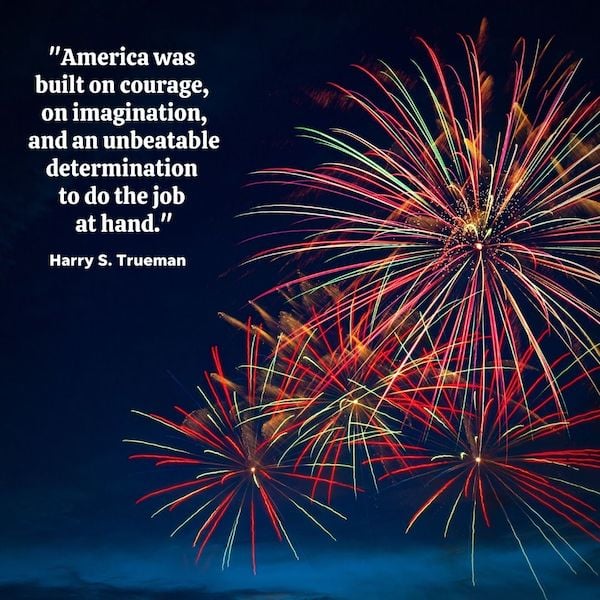 "America was
built on courage,
on imagination,
and an unbeatable
determination
to do the job
at hand."
Harry S. Trueman